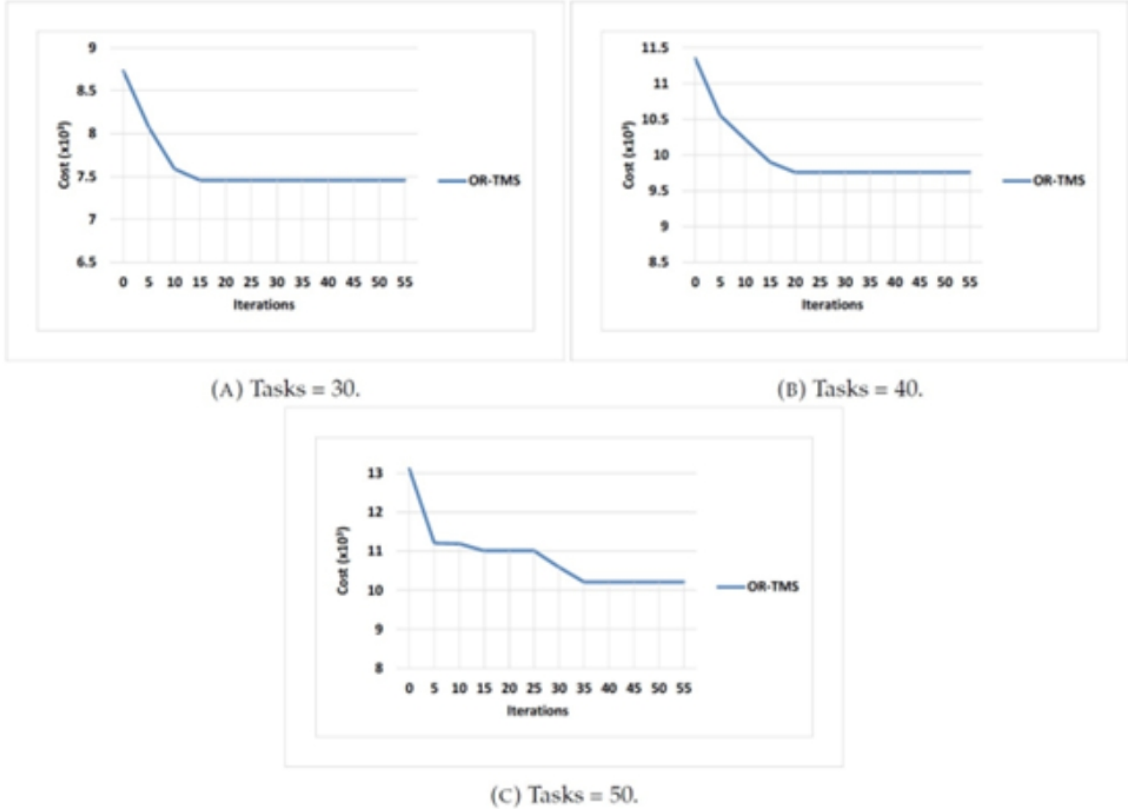 9
8.5
8
7.5
7
6.5
Cost (x10³)
0 5 10 15 20 25 30 35 40 45 50 55
Iterations
OR-TMS
(A) Tasks = 30.
11.5
11
10.5
10
9.5
9
8.5
Cost (x10³)
0 5 10 15 20 25 30 35 40 45 50 55
Iterations
OR-TMS
(B) Tasks = 40.
13
12
11
10
9
8
Cost (x10³)
0 5 10 15 20 25 30 35 40 45 50 55
Iterations
OR-TMS
(C) Tasks = 50.